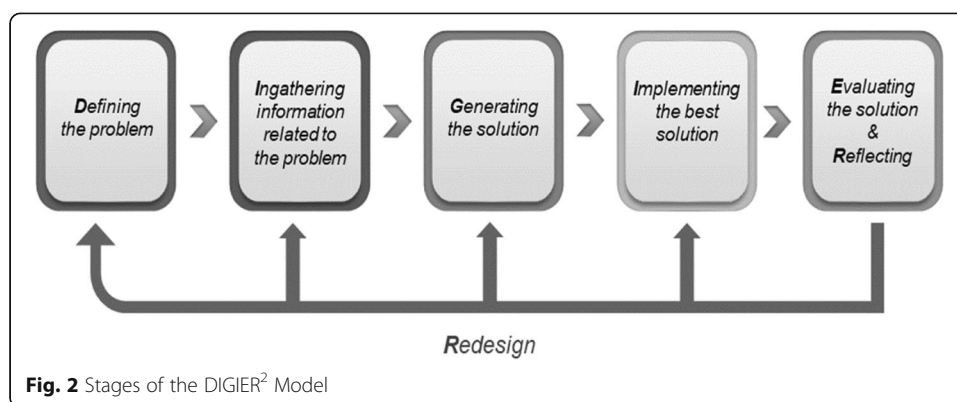 Defining
the problem
Ingathering
information
related to
the problem
Generating
the solution
Implementing
the best
solution
Evaluating
the solution
&
Reflecting
Redesign
Fig. 2 Stages of the DIGIER² Model